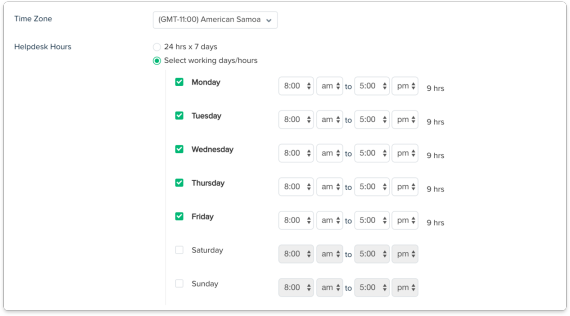 Time Zone (GMT-11:00) American Samoa
Helpdesk Hours 24 hrs x 7 days
Select working days/hours
Monday 8:00 am to 5:00 pm 9 hrs
Tuesday 8:00 am to 5:00 pm 9 hrs
Wednesday 8:00 am to 5:00 pm 9 hrs
Thursday 8:00 am to 5:00 pm 9 hrs
Friday 8:00 am to 5:00 pm 9 hrs
Saturday 8:00 am to 5:00 pm
Sunday 8:00 am to 5:00 pm